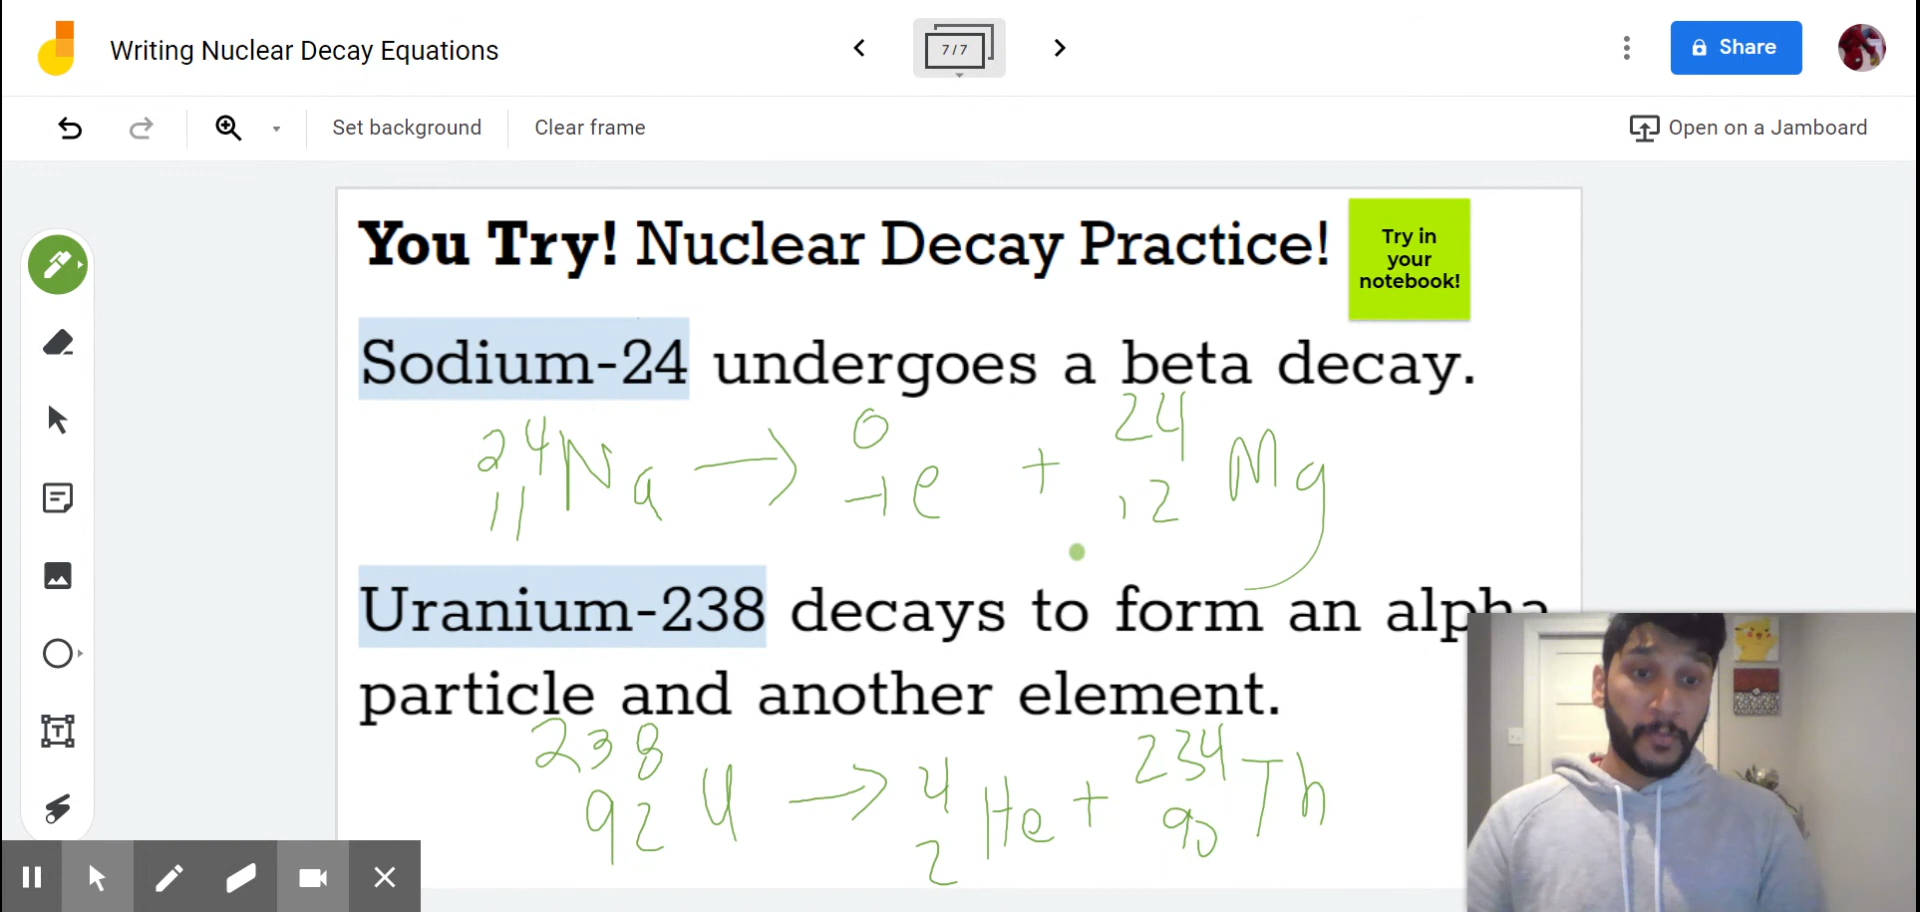 Writing Nuclear Decay Equations
7/7
Share
Set background
Clear frame
Open on a Jamboard
You Try! Nuclear Decay Practice!
Try in
your
notebook!
Sodium-24 undergoes a beta decay.
24 11 Na → 0 -1 e + 24 12 Mg
Uranium-238 decays to form an alpha
particle and another element.
238 92 U → 4 2 He + 234 90 Th